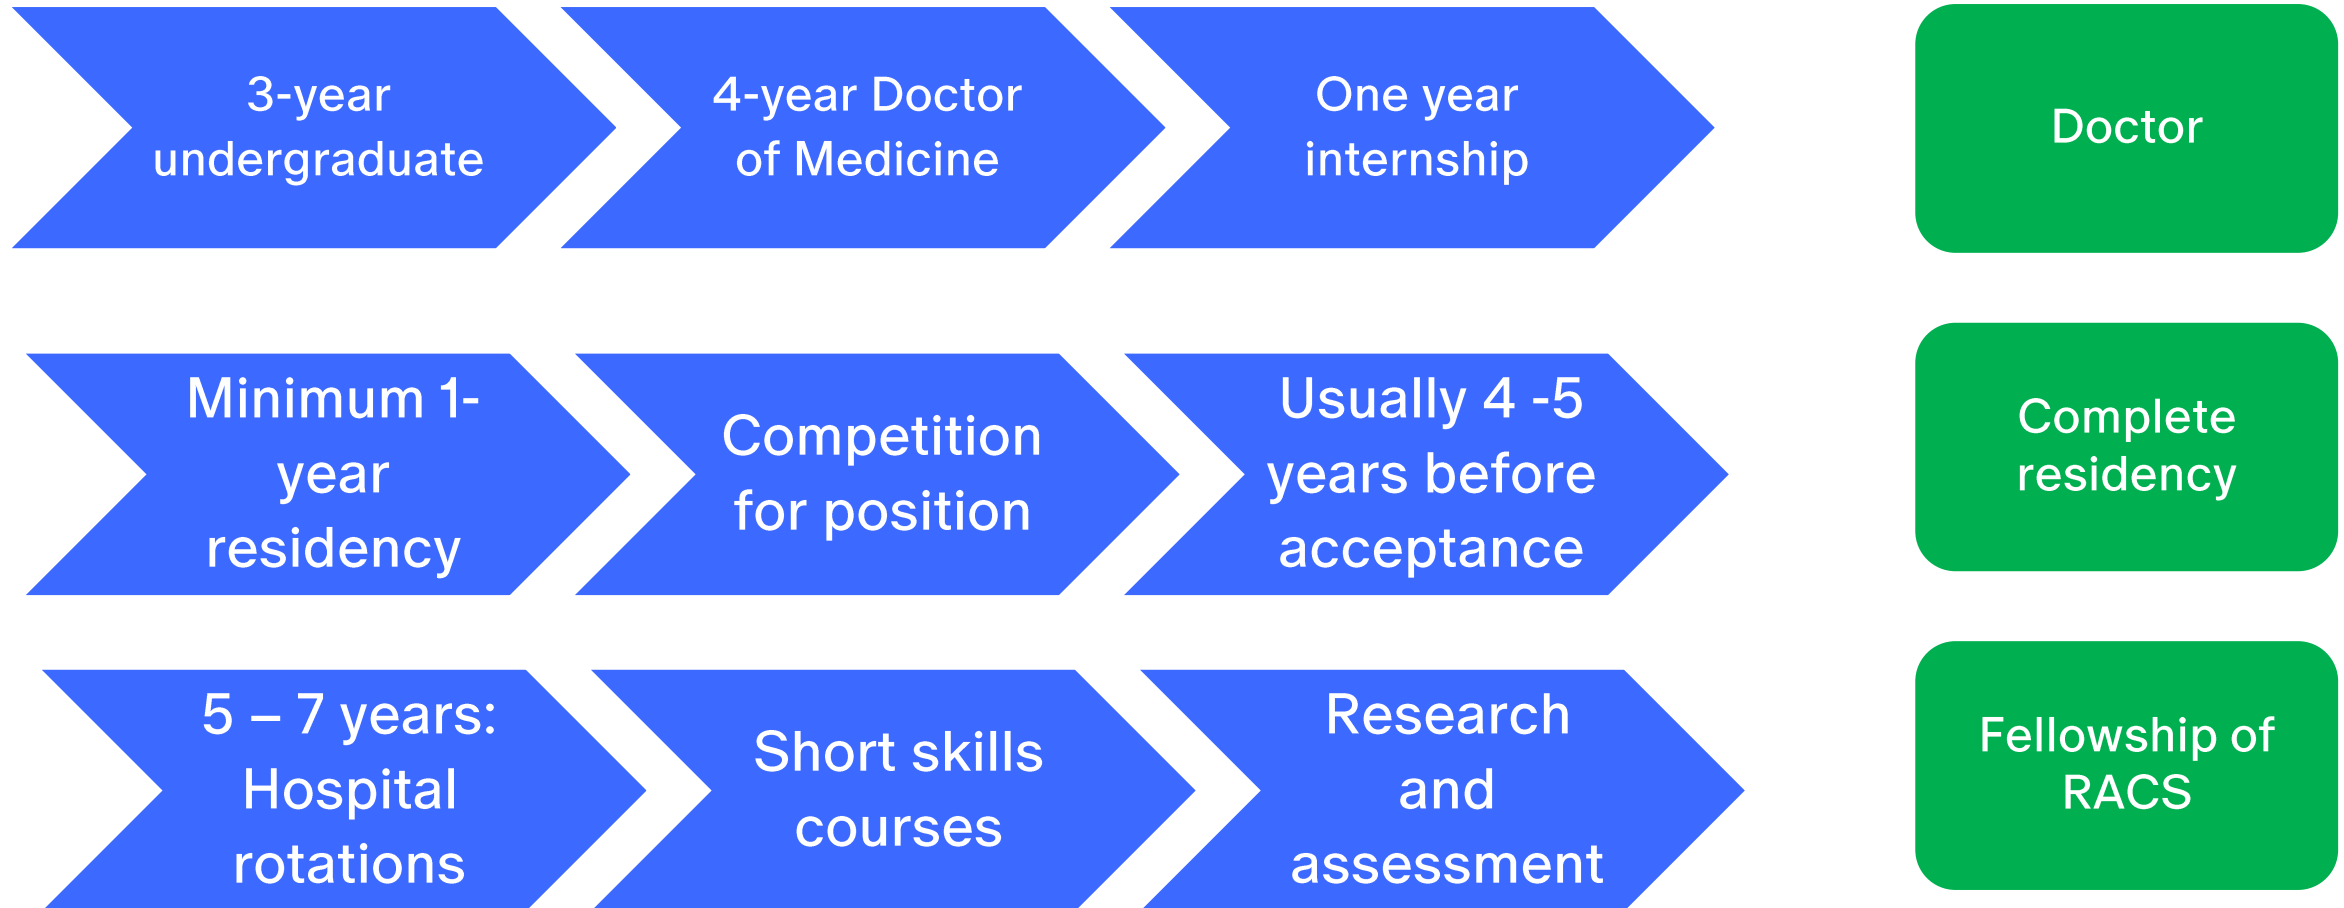 3-year
undergraduate
4-year Doctor
of Medicine
One year
internship
Doctor
Minimum 1-
year
residency
Competition
for position
Usually 4 -5
years before
acceptance
Complete
residency
5 – 7 years:
Hospital
rotations
Short skills
courses
Research
and
assessment
Fellowship of
RACS